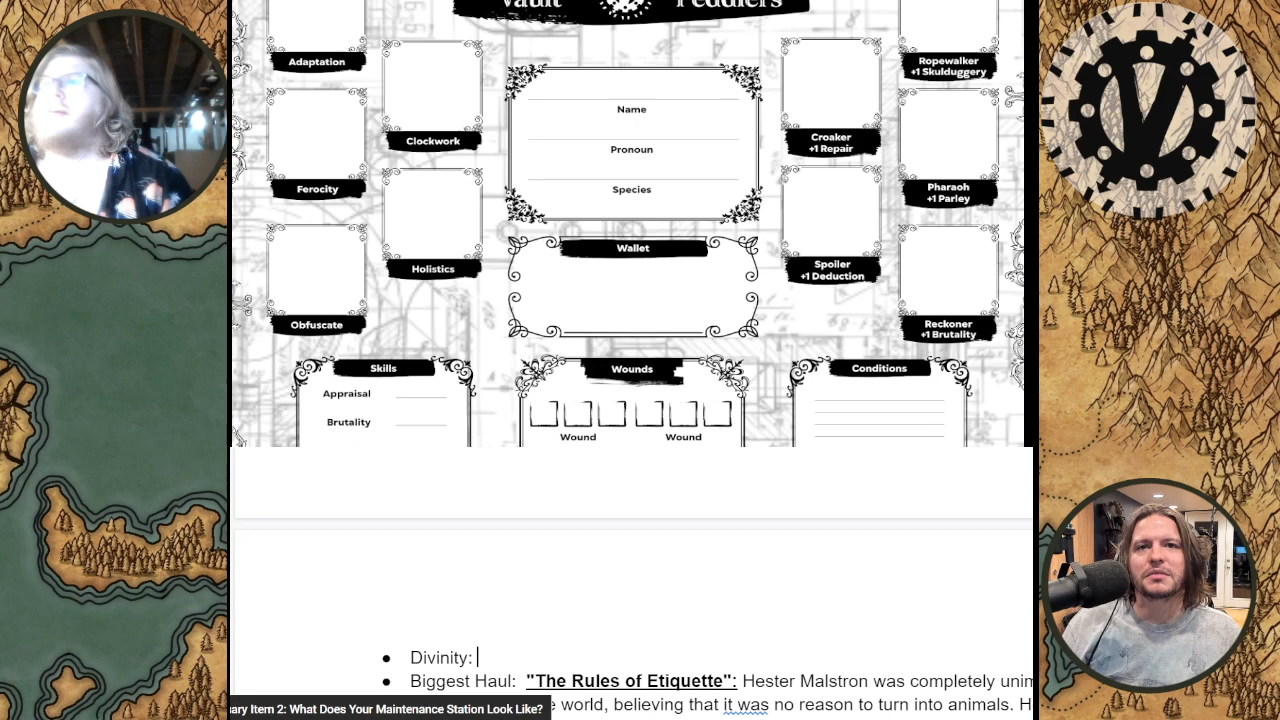 Vault Peddlers
Adaptation
Ropewalker
+1 Skulduggery
Clockwork
Name
Croaker
+1 Repair
Pronoun
Ferocity
Pharaoh
+1 Parley
Species
Wallet
Holistics
Spoiler
+1 Deduction
Obfuscate
Reckoner
+1 Brutality
Skills
Wounds
Conditions
Appraisal
Brutality
Wound
Wound
V
• Divinity:
• Biggest Haul: "The Rules of Etiquette": Hester Malstron was completely
e world, believing that it was no reason to turn into animals. H
Item 2: What Does Your Maintenance Station Look Like?